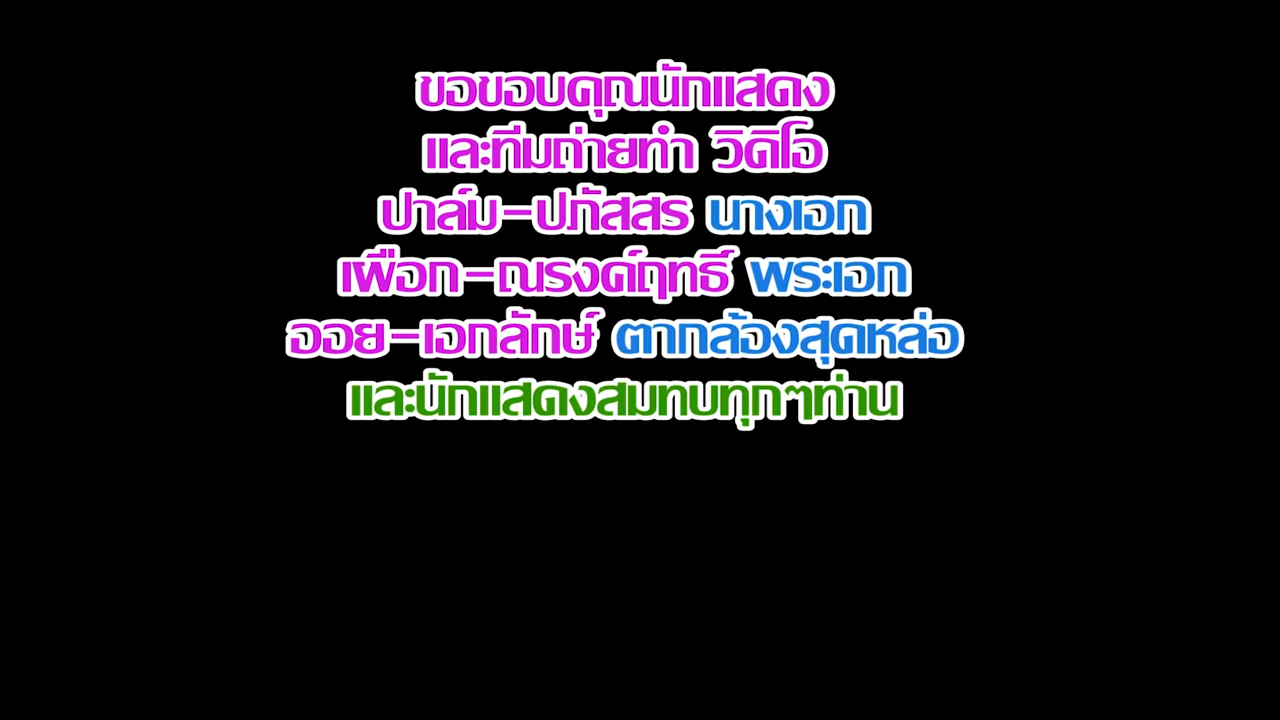 ขอขอบคุณนักแสดง
และทีมถ่ายทำ วิดิโอ
ปาล์ม-ปภัสสร นางเอก
เผือก-ณรงค์ฤทธิ์ พระเอก
ออย-เอกลักษ์ ตากล้องสุดหล่อ
และนักแสดงสมทบทุกๆท่าน